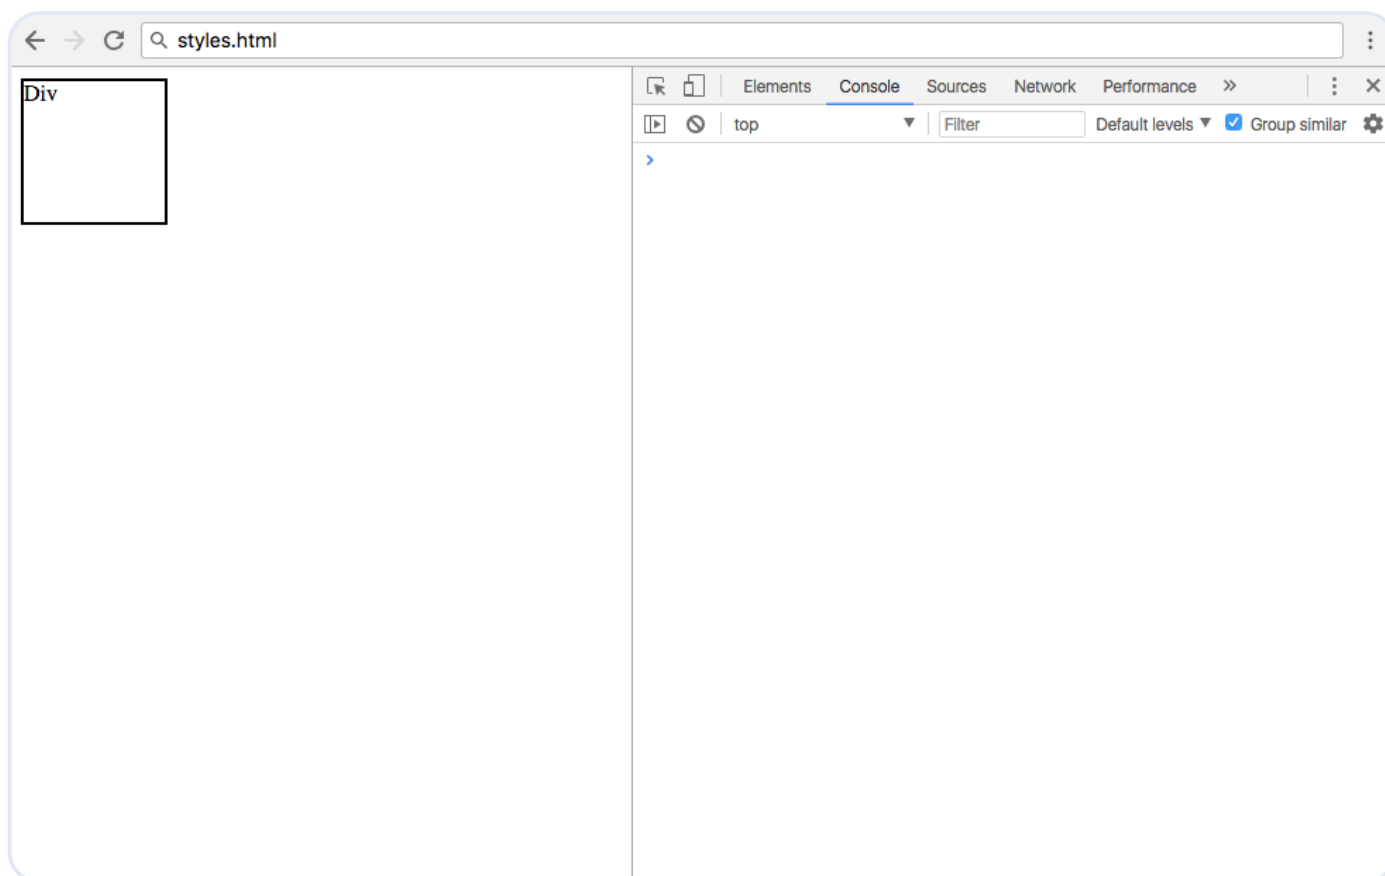 styles.html
Div
Elements Console Sources Network Performance
top Filter Default levels Group similar